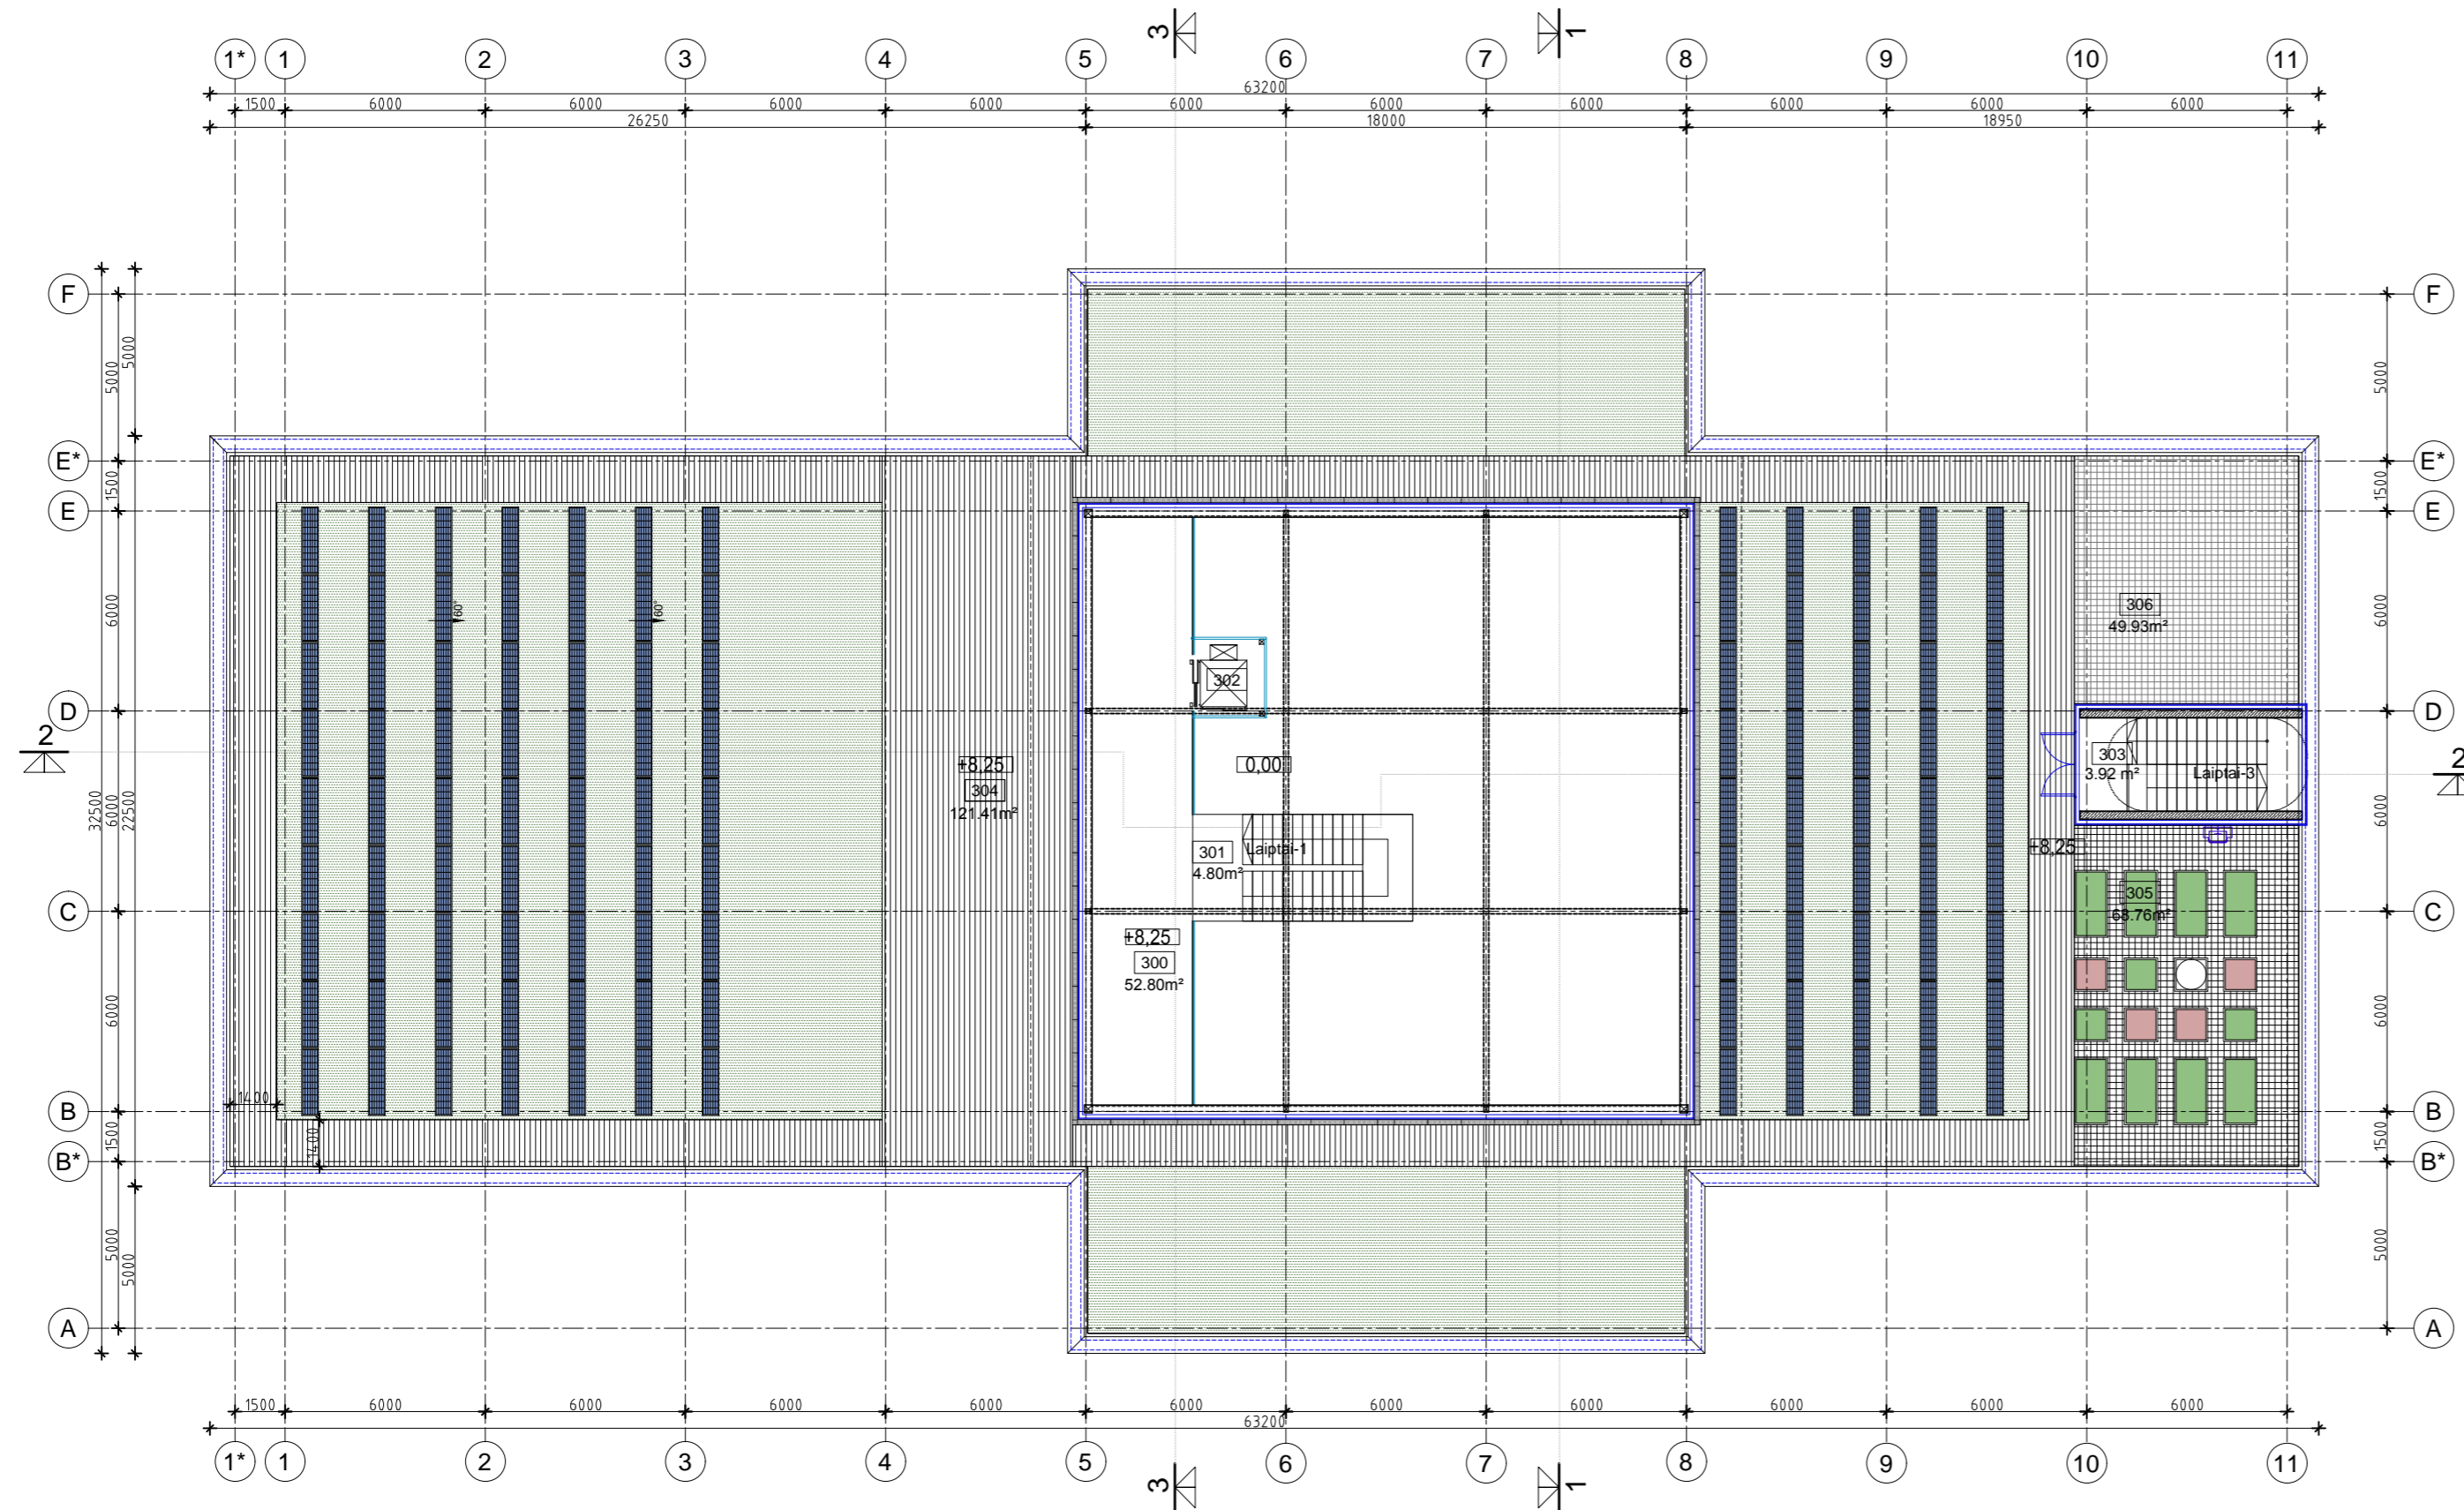 3 1
1* 1 2 3 4 5 6 7 8 9 10 11
63200
1500 6000 6000 6000 6000 6000 6000 6000 6000 6000 6000
26250 18000 18950
F F
5000 5000 5000
E* E*
1500 1500
E E
6000 60° 60° 306 6000
49.93m²
302
D D
2 303 2
+8,25 0,00 3.92 m² Laiptai-3
304
121.41m²
32500 6000 22500 6000
301 Laiptai-1 +8,25
4.80m²
305
C 68.76m² C
+8,25
300
52.80m²
6000 6000
1400
B B
1500 1400 1500
B* B*
5000 5000 5000
A A
1500 6000 6000 6000 6000 6000 6000 6000 6000 6000 6000
63200
1* 1 2 3 4 5 6 7 8 9 10 11
3 1